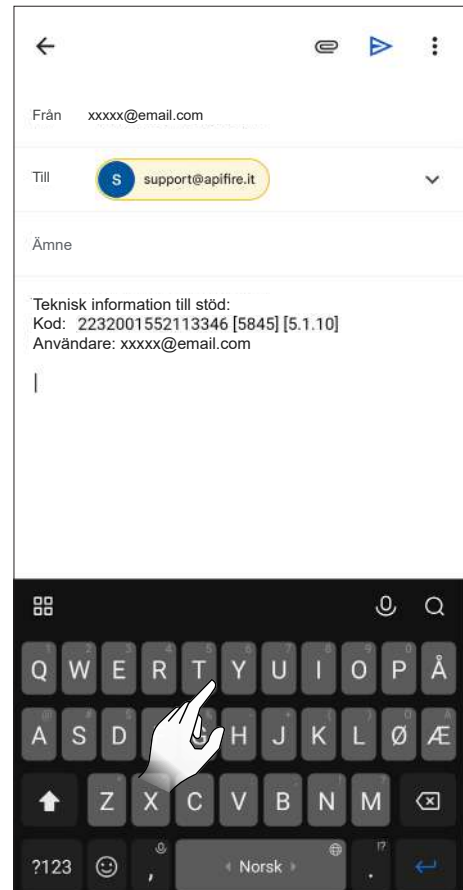 Från xxxxx@email.com
Till S support@apifire.it
Ämne
Teknisk information till stöd:
Kod: 2232001552113346 [5845] [5.1.10]
Användare: xxxxx@email.com
Q W E R T Y U I O P Å
A S D G H J K L Ø Æ
Z X C V B N M
?123 , Norsk .